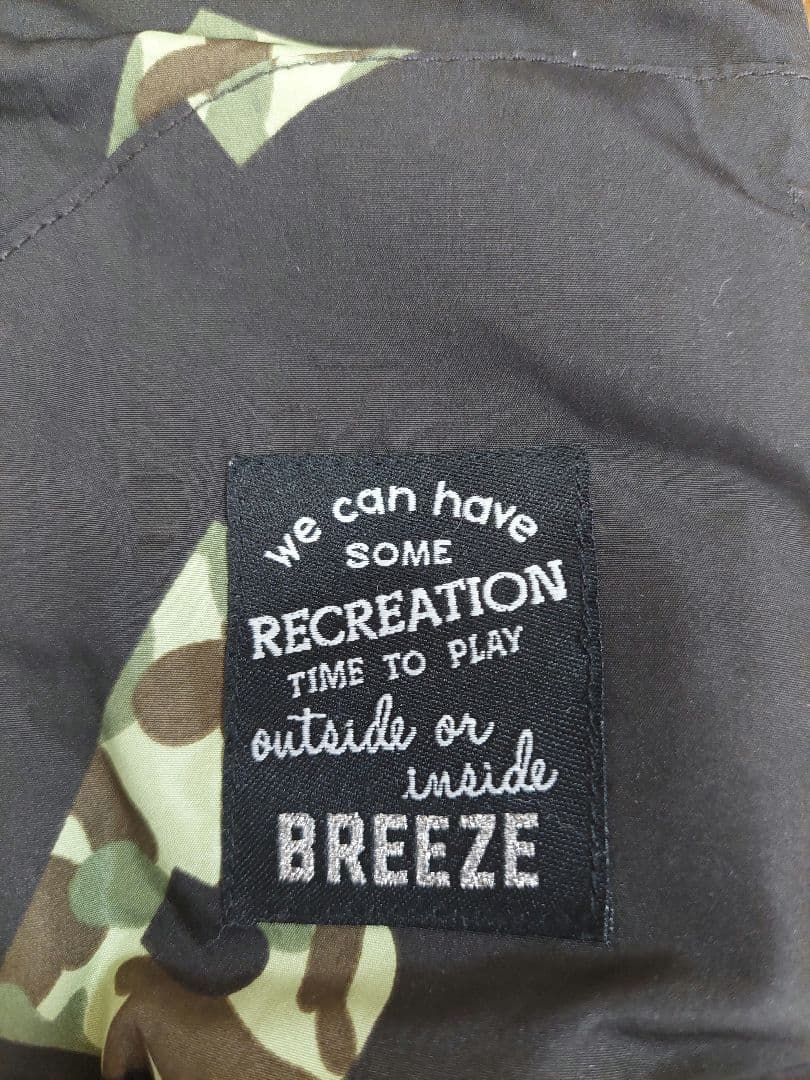 we can have
SOME
RECREATION
TIME TO PLAY
outside or
inside
BREEZE